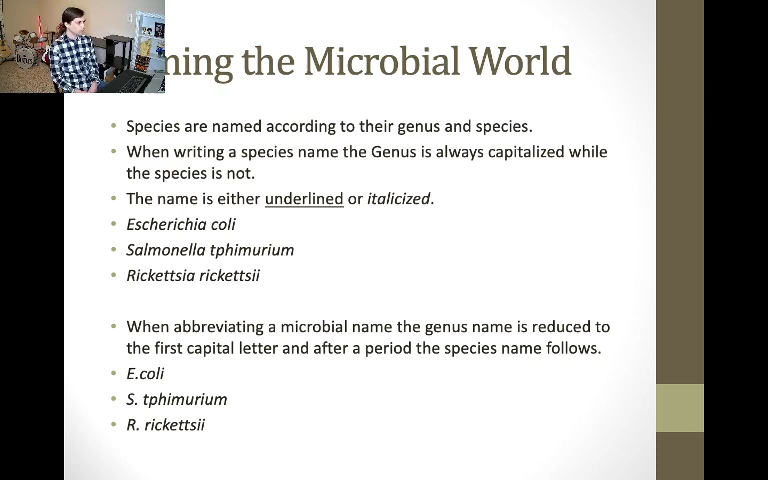 ning the Microbial World
• Species are named according to their genus and species.
• When writing a species name the Genus is always capitalized while
the species is not.
• The name is either underlined or italicized.
• Escherichia coli
• Salmonella tphimurium
• Rickettsia rickettsii
• When abbreviating a microbial name the genus name is reduced to
the first capital letter and after a period the species name follows.
• E.coli
• S. tphimurium
• R. rickettsii